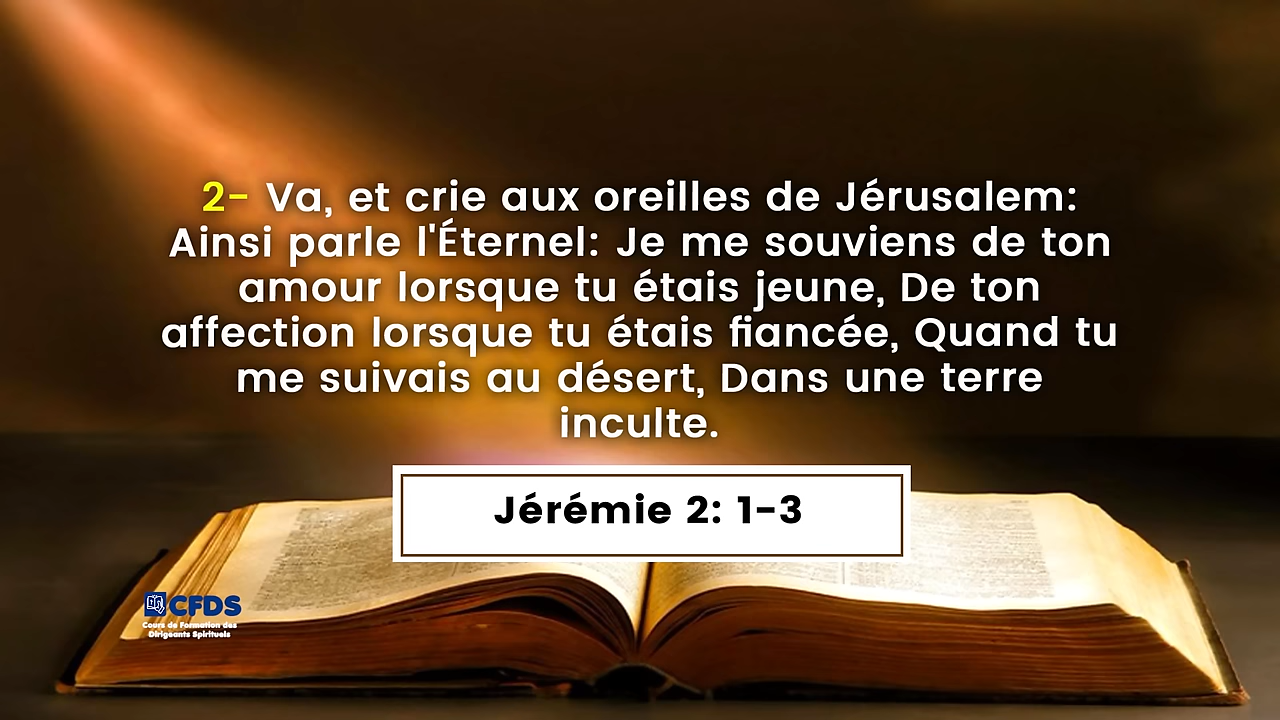 2- Va, et crie aux oreilles de Jérusalem:
Ainsi parle l'Éternel: Je me souviens de ton
amour lorsque tu étais jeune, De ton
affection lorsque tu étais fiancée, Quand tu
me suivais au désert, Dans une terre
inculte.
Jérémie 2: 1-3
CFDS
Cours de Formation des
Dirigeants Spirituels